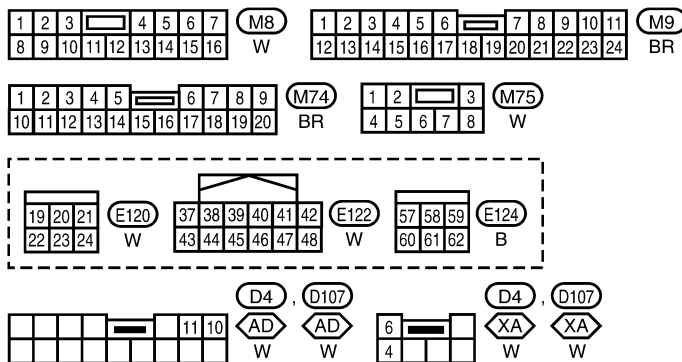 1 2 3 4 5 6 7 M8
8 9 10 11 12 13 14 15 16 W
1 2 3 4 5 6 7 8 9 10 11 M9
12 13 14 15 16 17 18 19 20 21 22 23 24 BR
1 2 3 4 5 6 7 8 9 M74
10 11 12 13 14 15 16 17 18 19 20 BR
1 2 3 M75
4 5 6 7 8 W
19 20 21 E120
22 23 24 W
37 38 39 40 41 42 E122
43 44 45 46 47 48 W
57 58 59 E124
60 61 62 B
D4 , D107
11 10 AD AD
W W
D4 , D107
6 XA XA
4 W W